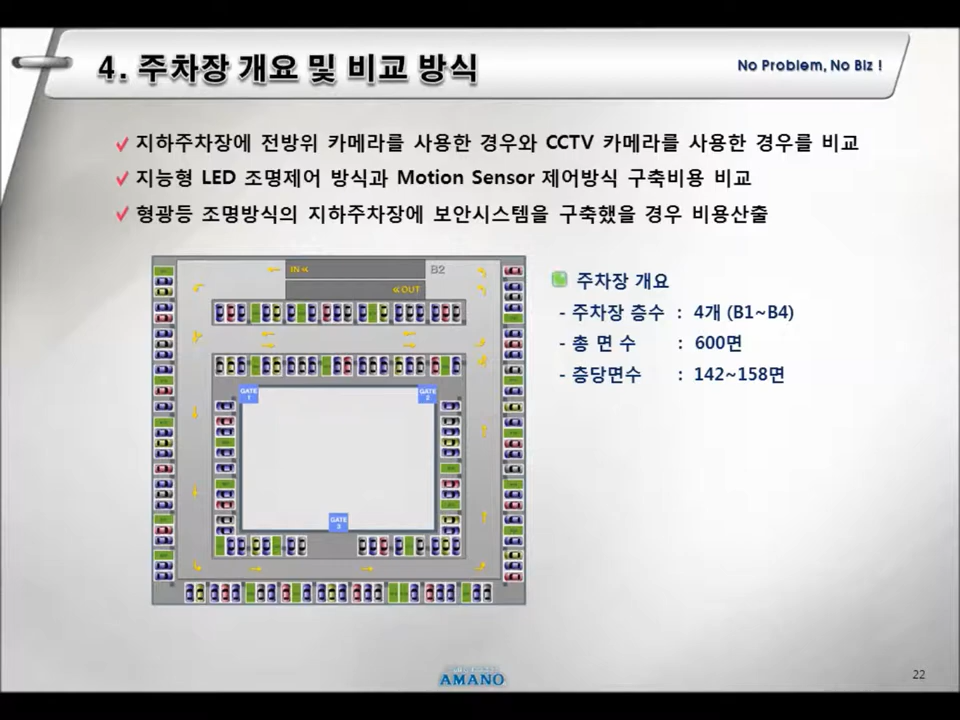 4. 주차장 개요 및 비교 방식
No Problem, No Biz !
지하주차장에 전방위 카메라를 사용한 경우와 CCTV 카메라를 사용한 경우를 비교
지능형 LED 조명제어 방식과 Motion Sensor 제어방식 구축비용 비교
형광등 조명방식의 지하주차장에 보안시스템을 구축했을 경우 비용산출
IN«
B2
«OUT
GATE 1
GATE 2
GATE 3
주차장 개요
- 주차장 층수 : 4개 (B1~B4)
- 총 면 수 : 600면
- 층당면수 : 142~158면
AMANO
22